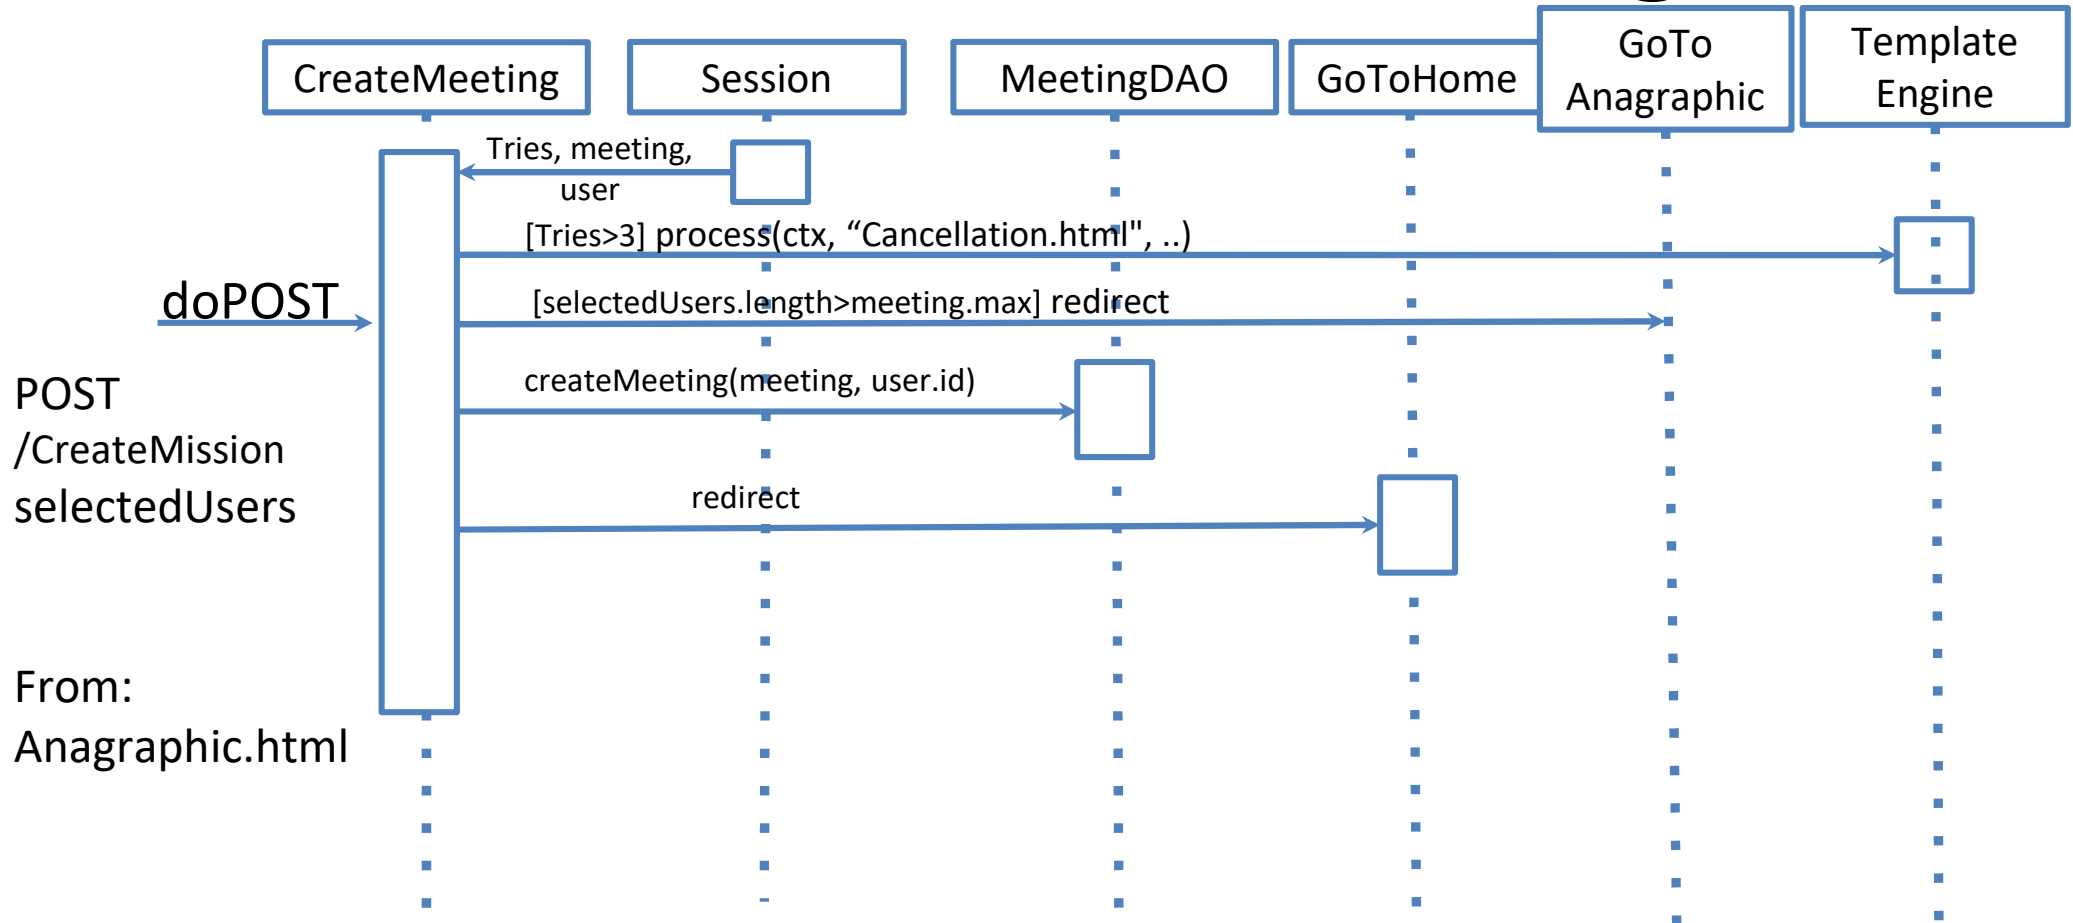 CreateMeeting
Session
MeetingDAO
GoToHome
GoTo
Anagraphic
Template
Engine
Tries, meeting,
user
[Tries>3] process(ctx, “Cancellation.html", ..)
doPOST
[selectedUsers.length>meeting.max] redirect
createMeeting(meeting, user.id)
POST
/CreateMission
selectedUsers
redirect
From:
Anagraphic.html